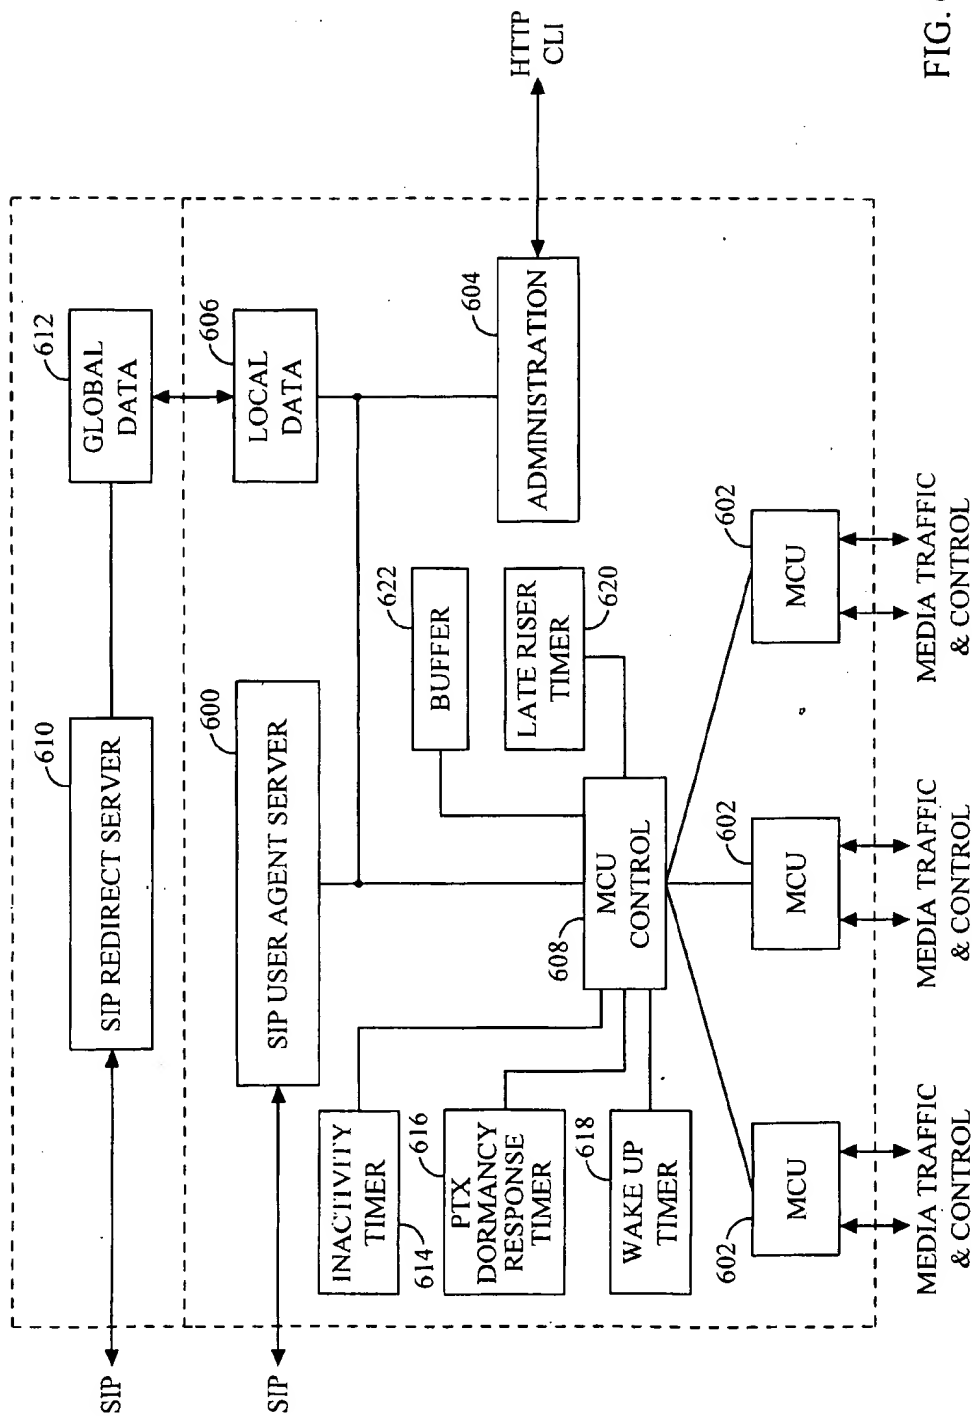 SIP
610
SIP REDIRECT SERVER
612
GLOBAL
DATA
SIP
600
SIP USER AGENT SERVER
606
LOCAL
DATA
INACTIVITY
TIMER
614
616
PTX
DORMANCY
RESPONSE
TIMER
618
WAKE UP
TIMER
622
BUFFER
LATE RISER
TIMER
620
604
ADMINISTRATION
HTTP
CLI
608
MCU
CONTROL
602
MCU
602
MCU
602
MCU
MEDIA TRAFFIC
& CONTROL
MEDIA TRAFFIC
& CONTROL
MEDIA TRAFFIC
& CONTROL
FIG.